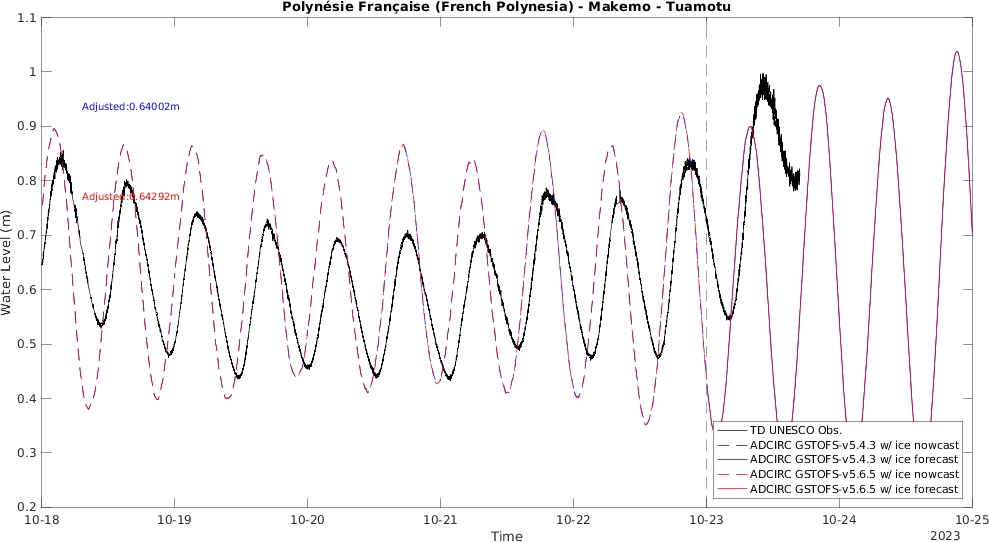 Polynésie Française (French Polynesia) - Makemo - Tuamotu
1.1
1
0.9
0.8
0.7
0.6
0.5
0.4
0.3
0.2
Water Level (m)
Adjusted:0.64002m
Adjusted:0.64292m
TD UNESCO Obs.
ADCIRC GSTOFS-v5.4.3 w/ ice nowcast
ADCIRC GSTOFS-v5.4.3 w/ ice forecast
ADCIRC GSTOFS-v5.6.5 w/ ice nowcast
ADCIRC GSTOFS-v5.6.5 w/ ice forecast
10-18 10-19 10-20 10-21 10-22 10-23 10-24 10-25
Time
2023